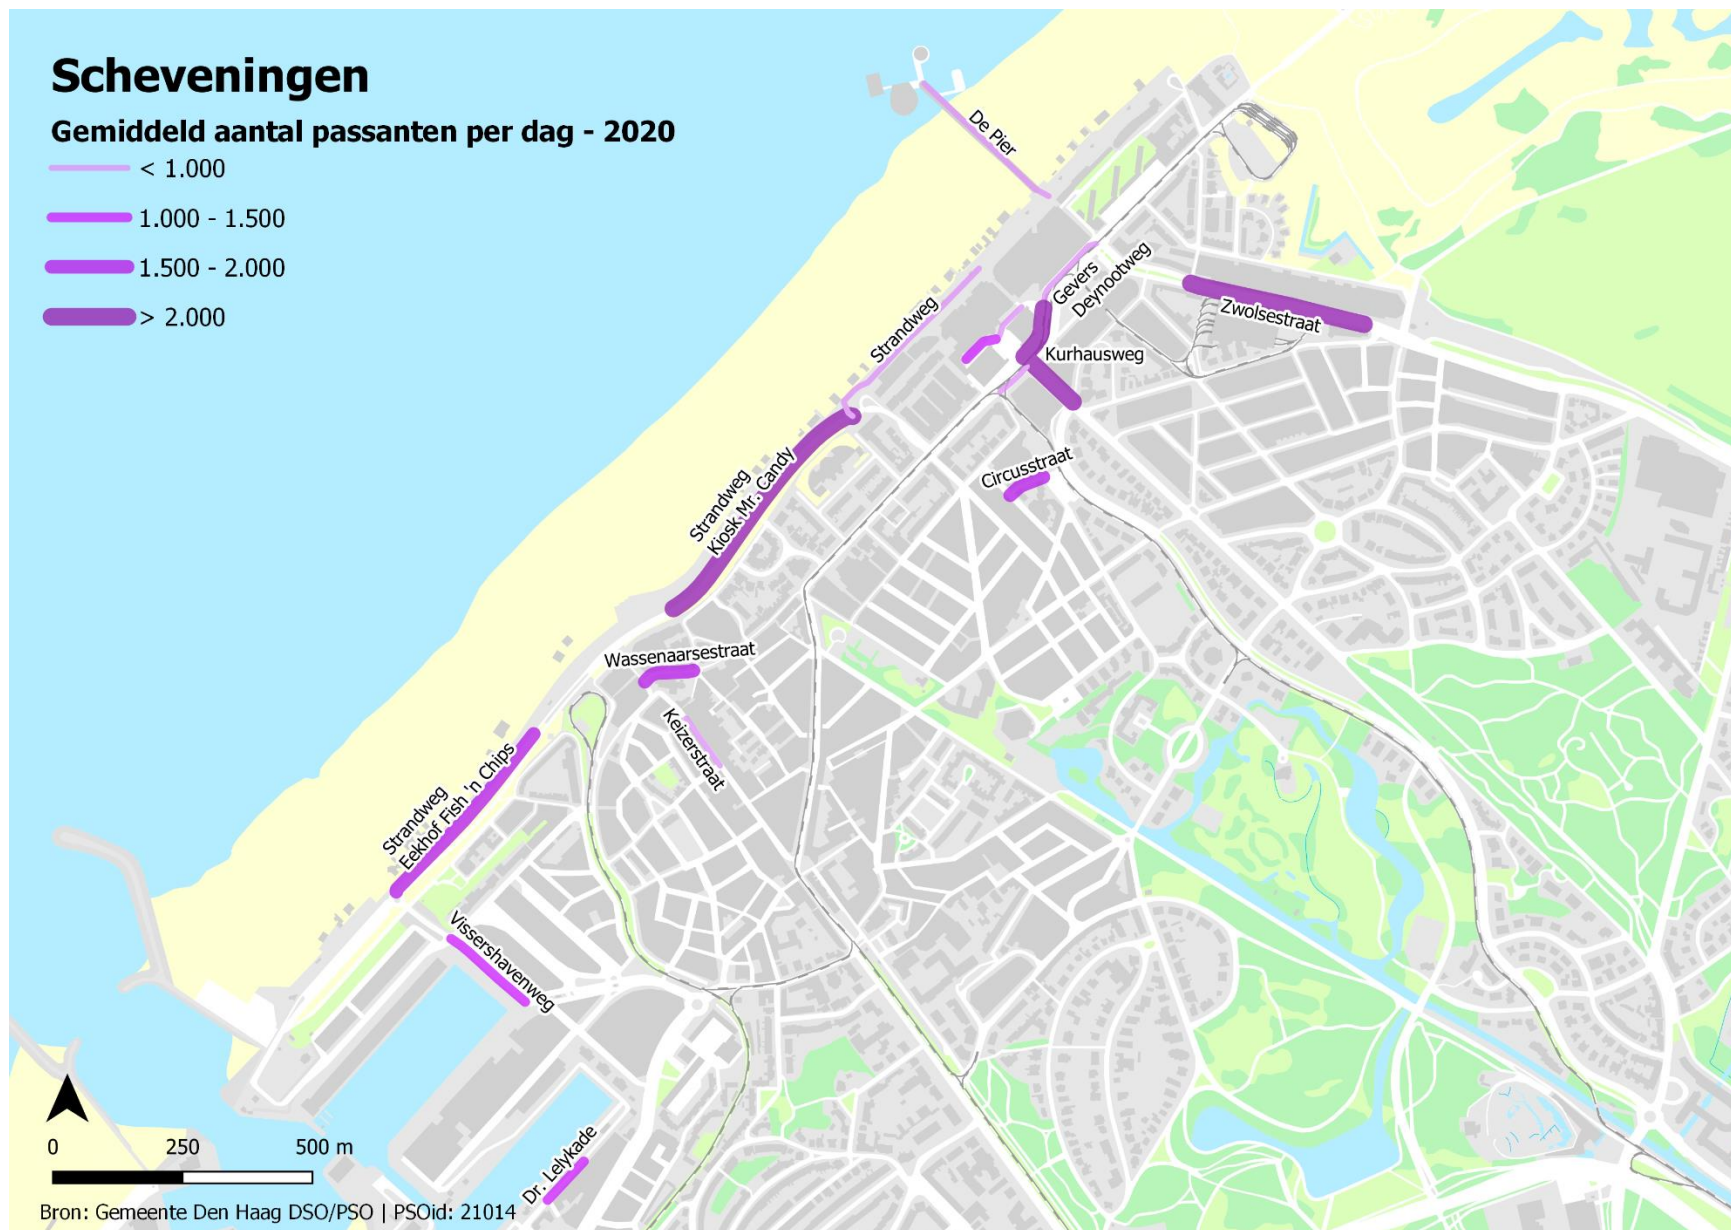 Scheveningen
Gemiddeld aantal passanten per dag - 2020
< 1.000
1.000 - 1.500
1.500 - 2.000
> 2.000
De Pier
Strandweg
Gevers
Deynootweg
Zwolsestraat
Kurhausweg
Circusstraat
Strandweg
Kiosk Mr. Candy
Wassenaarsestraat
Keizerstraat
Strandweg
Eekhof Fish 'n Chips
Vissershavenweg
Dr. Lelykade
0 250 500 m
Bron: Gemeente Den Haag DSO/PSO | PSOid: 21014